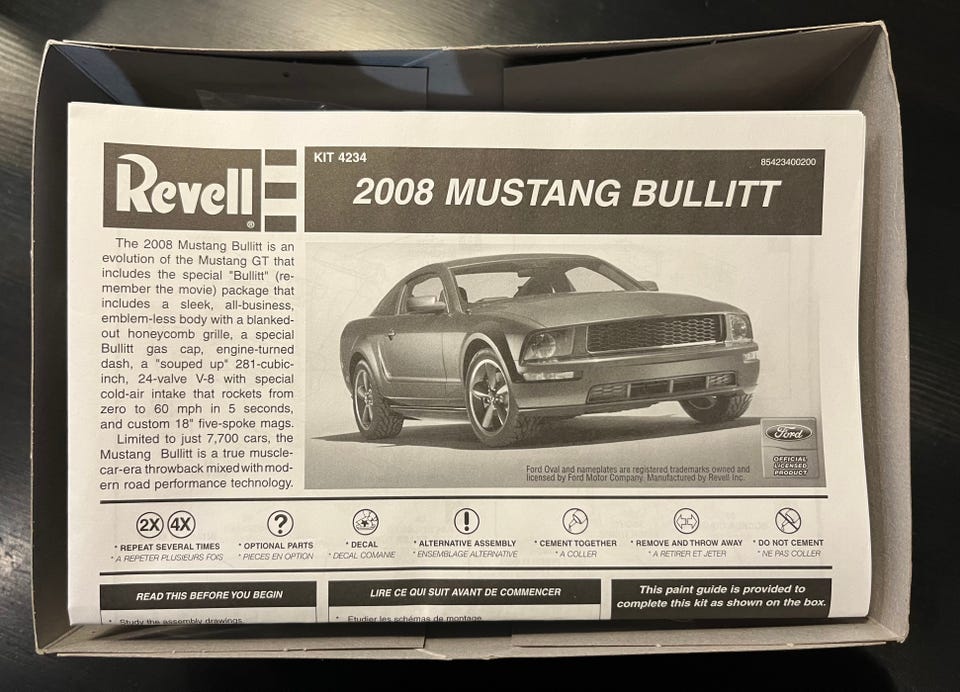 Revell®
KIT 4234
85423400200
2008 MUSTANG BULLITT
The 2008 Mustang Bullitt is an
evolution of the Mustang GT that
includes the special "Bullitt" (re-
member the movie) package that
includes a sleek, all-business,
emblem-less body with a blanked-
out honeycomb grille, a special
Bullitt gas cap, engine-turned
dash, a "souped up" 281-cubic-
inch, 24-valve V-8 with special
cold-air intake that rockets from
zero to 60 mph in 5 seconds,
and custom 18" five-spoke mags.
Limited to just 7,700 cars, the
Mustang Bullitt is a true muscle-
car-era throwback mixed with mod-
ern road performance technology.
Ford Oval and nameplates are registered trademarks owned and
licensed by Ford Motor Company. Manufactured by Revell Inc.
Ford
OFFICIAL
LICENSED
PRODUCT
2X 4X
* REPEAT SEVERAL TIMES
* A REPETER PLUSIEURS FOIS
?
* OPTIONAL PARTS
* PIECES EN OPTION
* DECAL
* DECAL COMANIE
!
* ALTERNATIVE ASSEMBLY
* ENSEMBLAGE ALTERNATIVE
* CEMENT TOGETHER
* A COLLER
* REMOVE AND THROW AWAY
* A RETIRER ET JETER
* DO NOT CEMENT
* NE PAS COLLER
READ THIS BEFORE YOU BEGIN
* Study the assembly drawings.
LIRE CE QUI SUIT AVANT DE COMMENCER
* Etudier les schémas de montage.
This paint guide is provided to
complete this kit as shown on the box.